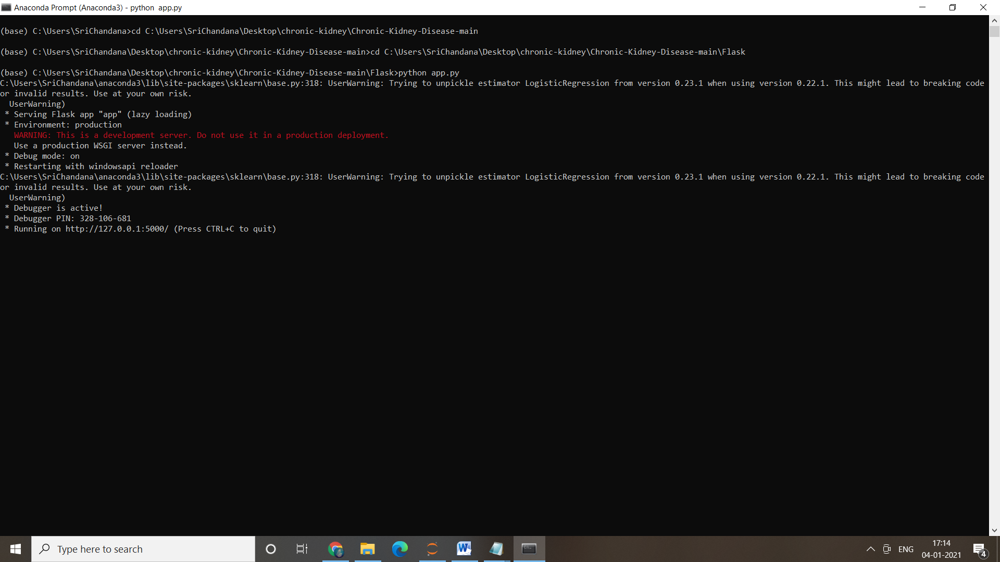 Anaconda Prompt (Anaconda3) - python  app.py
(base) C:\Users\SriChandana>cd C:\Users\SriChandana\Desktop\chronic-kidney\Chronic-Kidney-Disease-main
(base) C:\Users\SriChandana\Desktop\chronic-kidney\Chronic-Kidney-Disease-main>cd C:\Users\SriChandana\Desktop\chronic-kidney\Chronic-Kidney-Disease-main\Flask
(base) C:\Users\SriChandana\Desktop\chronic-kidney\Chronic-Kidney-Disease-main\Flask>python app.py
C:\Users\SriChandana\anaconda3\lib\site-packages\sklearn\base.py:318: UserWarning: Trying to unpickle estimator LogisticRegression from version 0.23.1 when using version 0.22.1. This might lead to breaking code
or invalid results. Use at your own risk.
  UserWarning)
 * Serving Flask app "app" (lazy loading)
 * Environment: production
   WARNING: This is a development server. Do not use it in a production deployment.
   Use a production WSGI server instead.
 * Debug mode: on
 * Restarting with windowsapi reloader
C:\Users\SriChandana\anaconda3\lib\site-packages\sklearn\base.py:318: UserWarning: Trying to unpickle estimator LogisticRegression from version 0.23.1 when using version 0.22.1. This might lead to breaking code
or invalid results. Use at your own risk.
  UserWarning)
 * Debugger is active!
 * Debugger PIN: 328-106-681
 * Running on http://127.0.0.1:5000/ (Press CTRL+C to quit)
Type here to search
W
ENG
17:14
04-01-2021
4